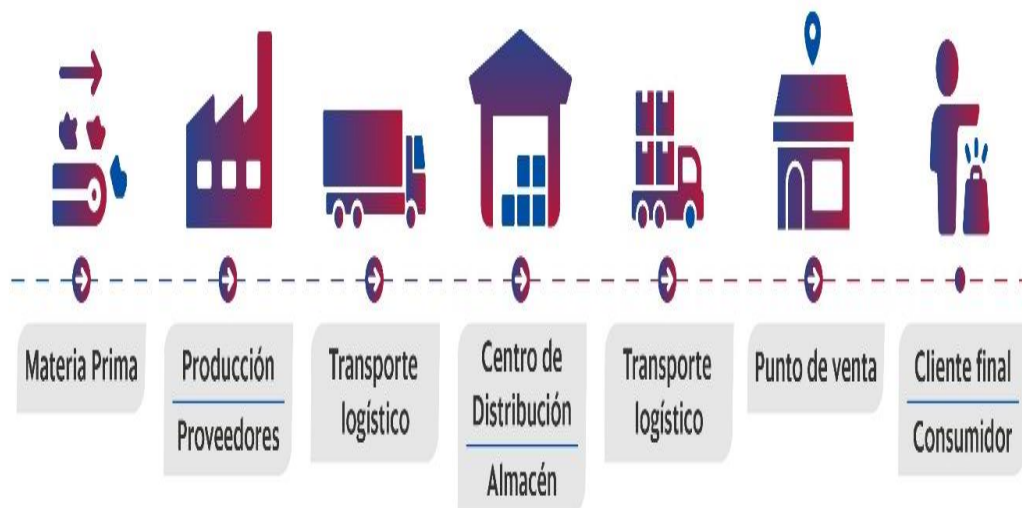 Materia Prima
Producción
Proveedores
Transporte
logístico
Centro de
Distribución
Almacén
Transporte
logístico
Punto de venta
Cliente final
Consumidor